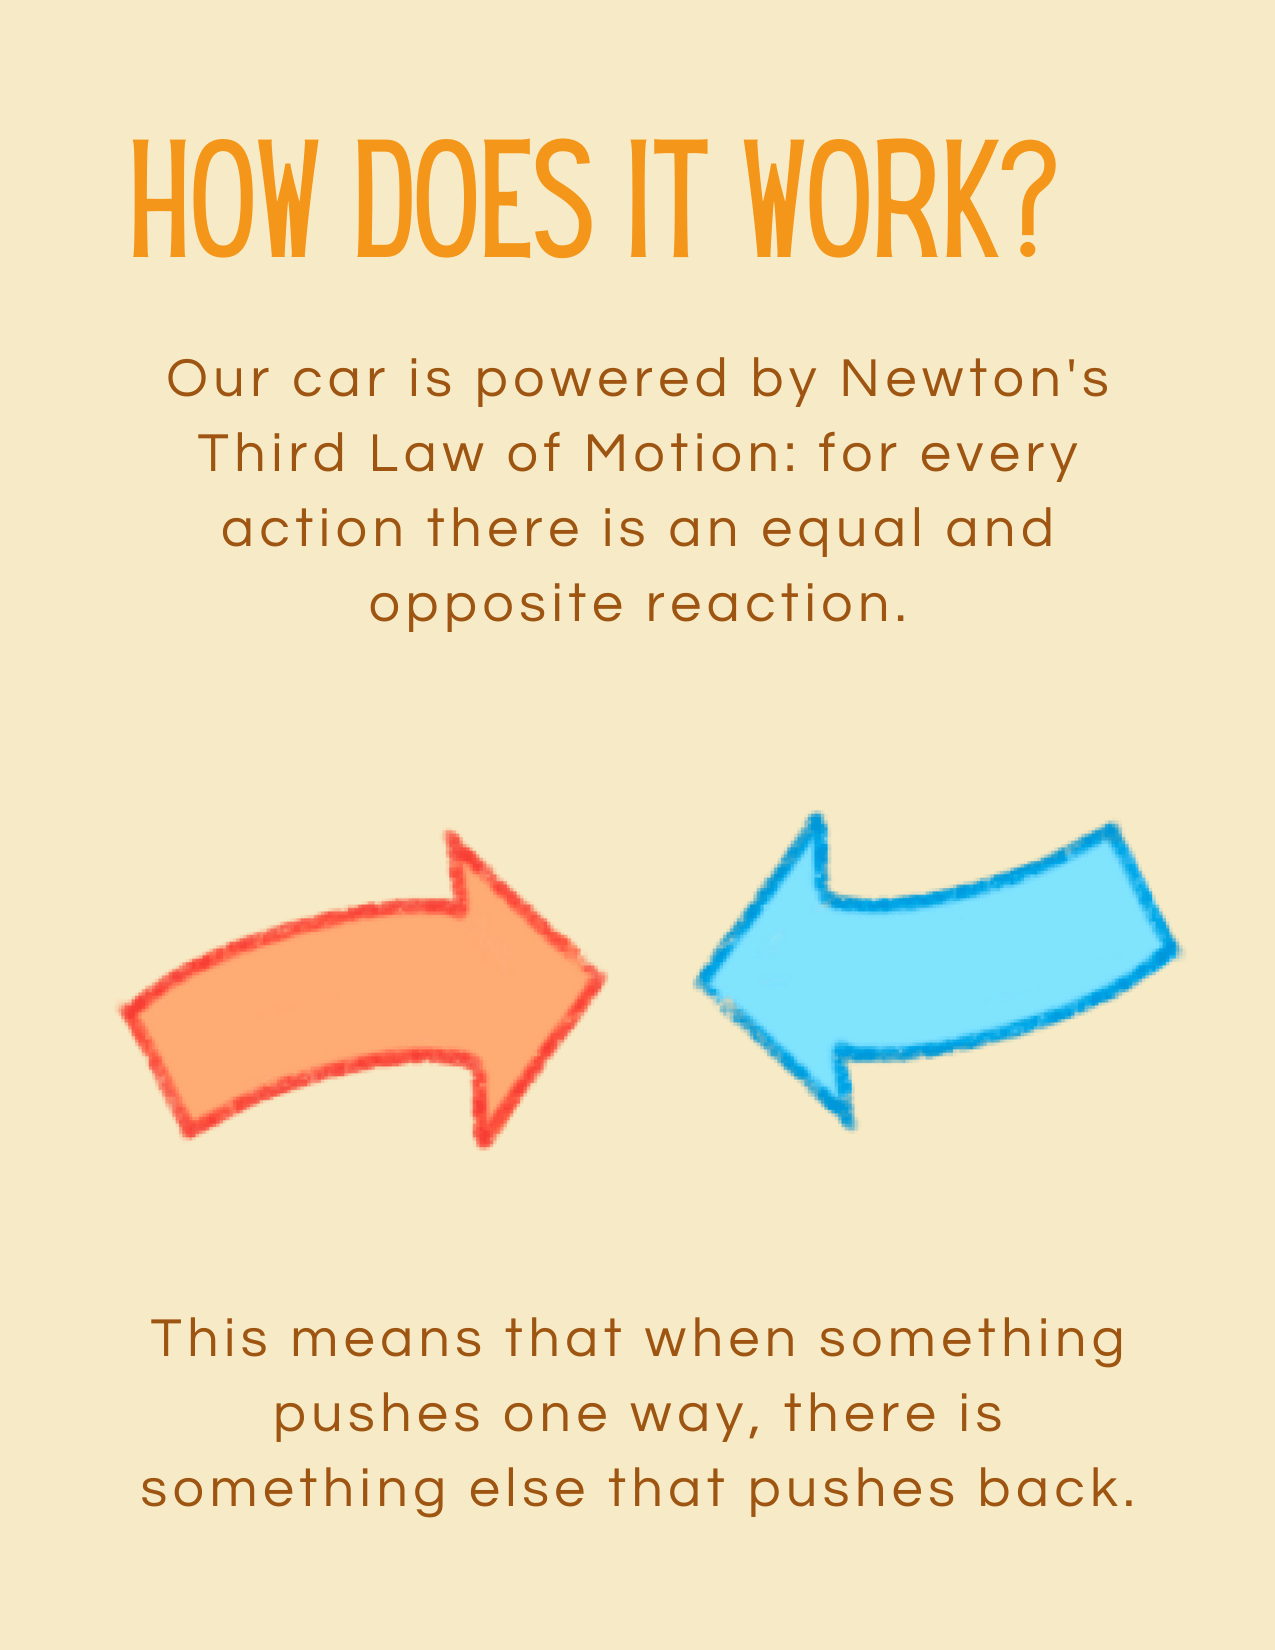 HOW DOES IT WORK?
Our car is powered by Newton's
Third Law of Motion: for every
action there is an equal and
opposite reaction.
This means that when something
pushes one way, there is
something else that pushes back.